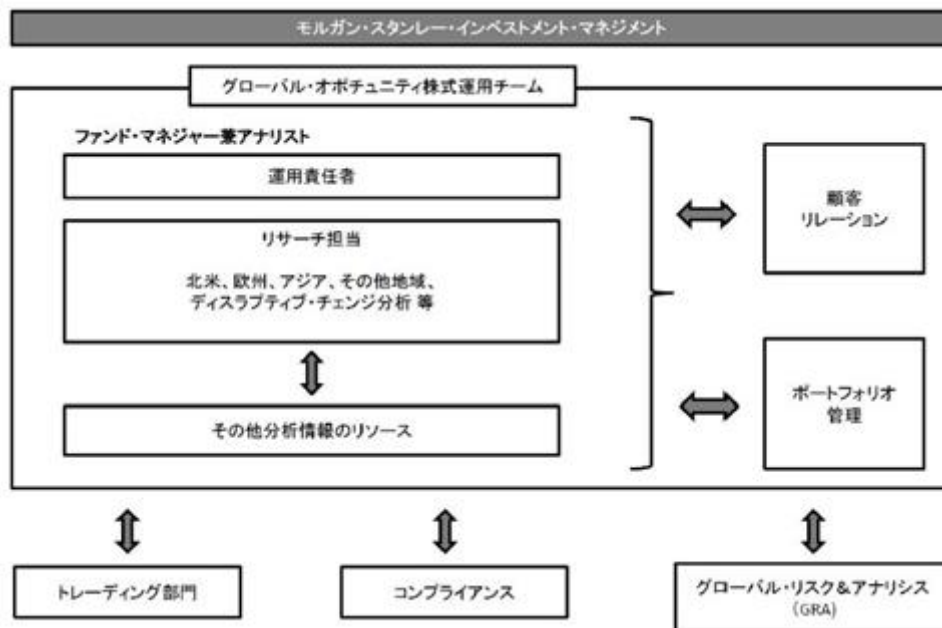 モルガン・スタンレー・インベストメント・マネジメント
グローバル・オポチュニティ株式運用チーム
ファンド・マネジャー兼アナリスト
運用責任者
リサーチ担当
北米、欧州、アジア、その他地域、
ディスラプティブ・チェンジ分析 等
その他分析情報のリソース
顧客
リレーション
ポートフォリオ
管理
トレーディング部門
コンプライアンス
グローバル・リスク&アナリシス
(GRA)